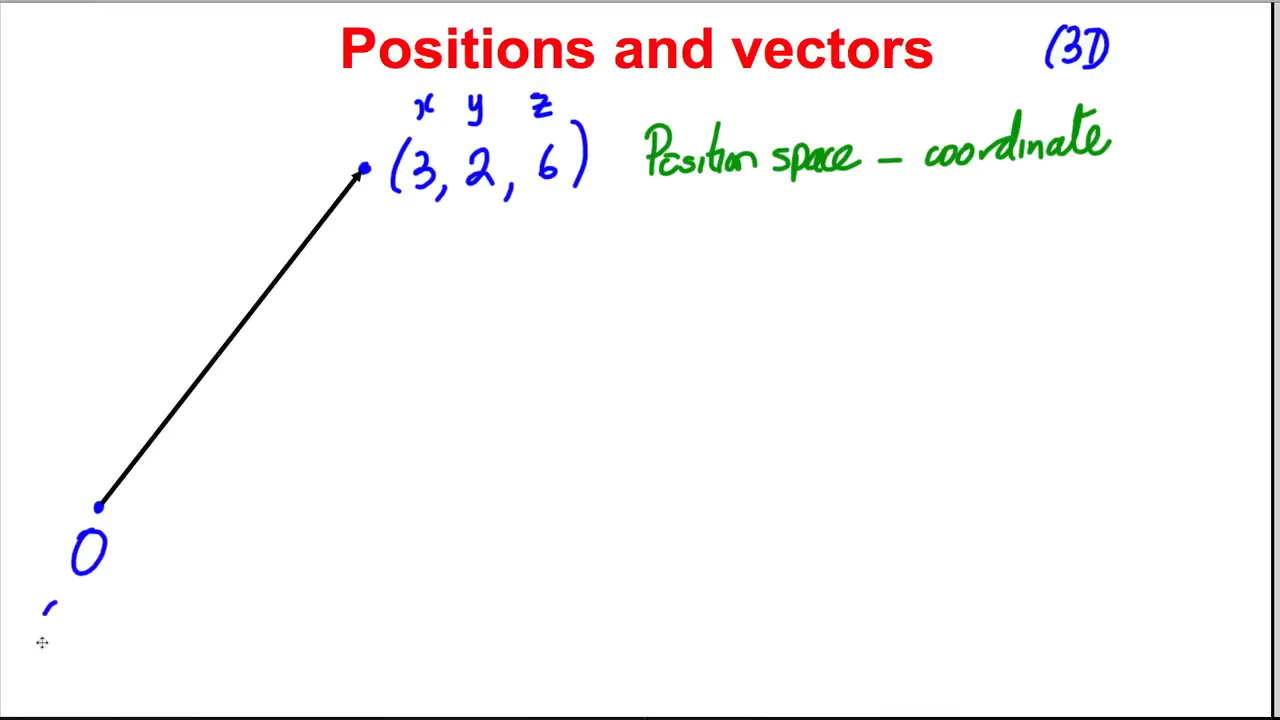 Positions and vectors (3D
x y z
(3, 2, 6) Position space - coordinate
O